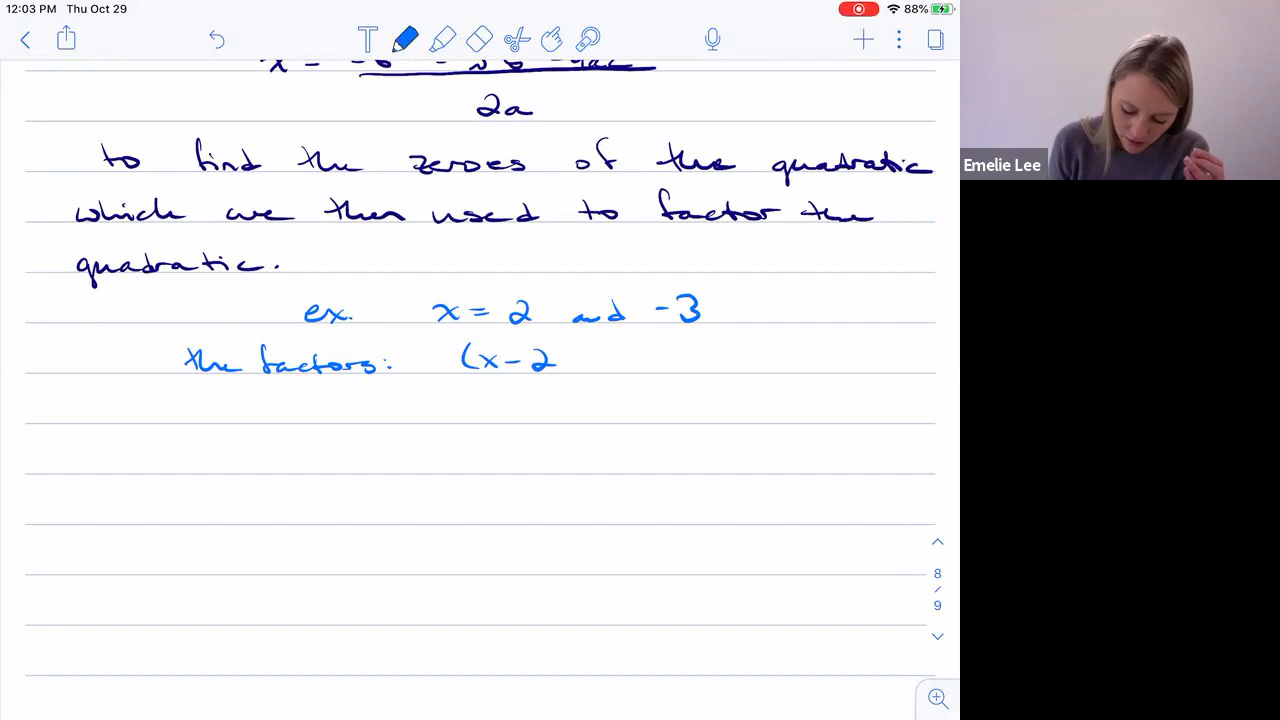 12:03 PM Thu Oct 29
88%
T
2a
to find the zeroes of the quadratic
which we then used to factor the
quadratic.
ex. x = 2 and -3
the factors: (x - 2
8
/
9
Emelie Lee